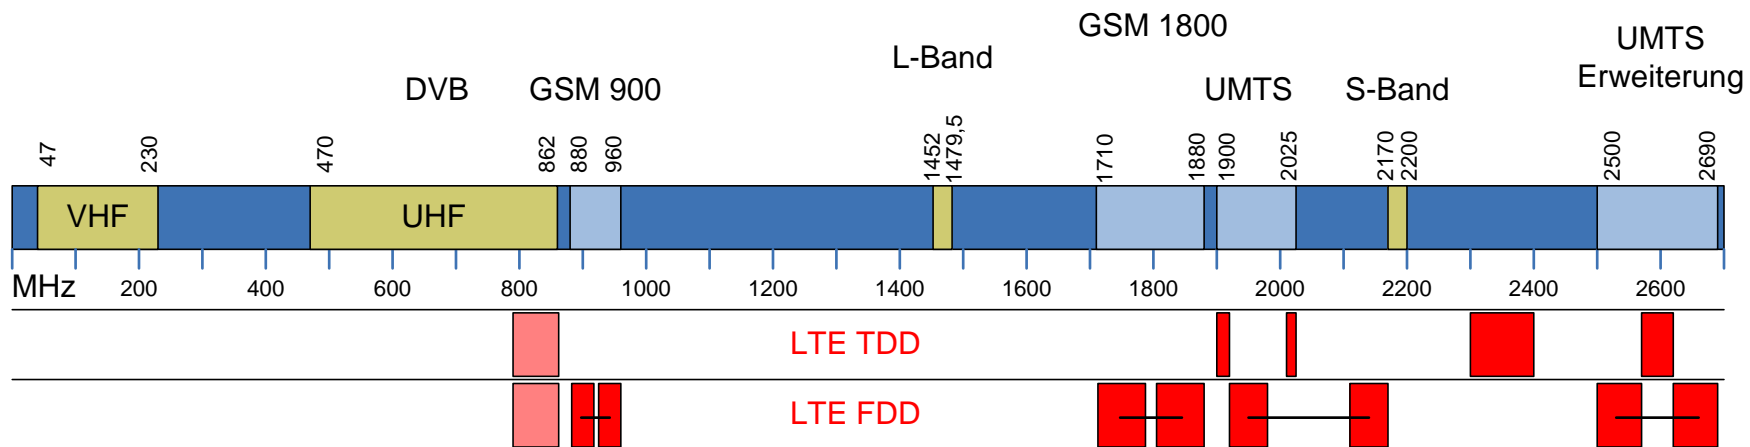 GSM 1800
UMTS
Erweiterung
L-Band
DVB
GSM 900
UMTS
S-Band
47
230
470
862
880
960
1452
1479,5
1710
1880
1900
2025
2170
2200
2500
2690
VHF
UHF
MHz
200
400
600
800
1000
1200
1400
1600
1800
2000
2200
2400
2600
LTE TDD
LTE FDD